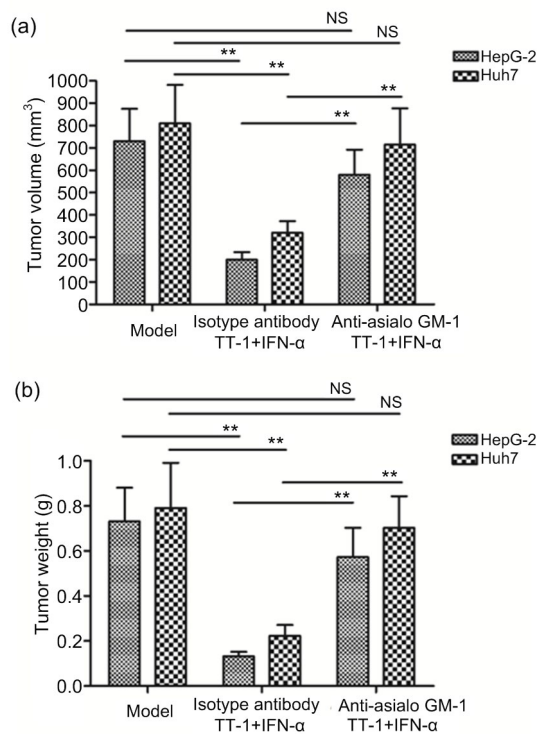 (a)
NS
NS
**
**
**
**
HepG-2
Huh7
Tumor volume (mm³)
1000
900
800
700
600
500
400
300
200
100
0
Model
Isotype antibody
TT-1+IFN-α
Anti-asialo GM-1
TT-1+IFN-α
(b)
NS
NS
**
**
**
**
HepG-2
Huh7
Tumor weight (g)
1.0
0.8
0.6
0.4
0.2
0.0
Model
Isotype antibody
TT-1+IFN-α
Anti-asialo GM-1
TT-1+IFN-α